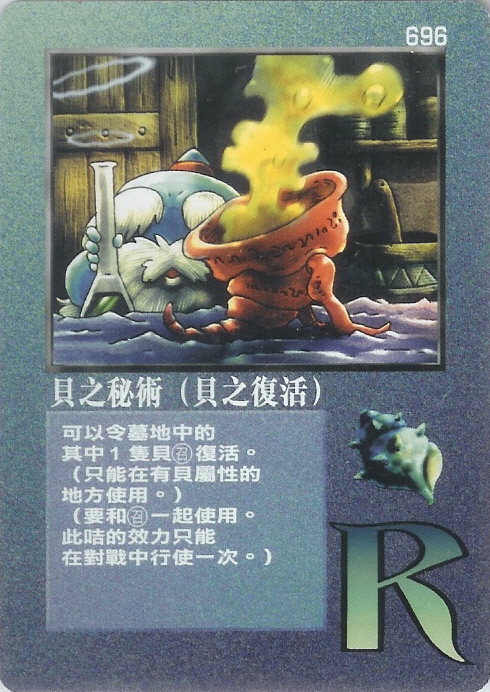 696
貝之秘術（貝之復活）
可以令墓地中的
其中1隻貝㊁復活。
（只能在有貝屬性的
地方使用。）
（要和㊁一起使用。
此咭的效力只能
在對戰中行使一次。）
R